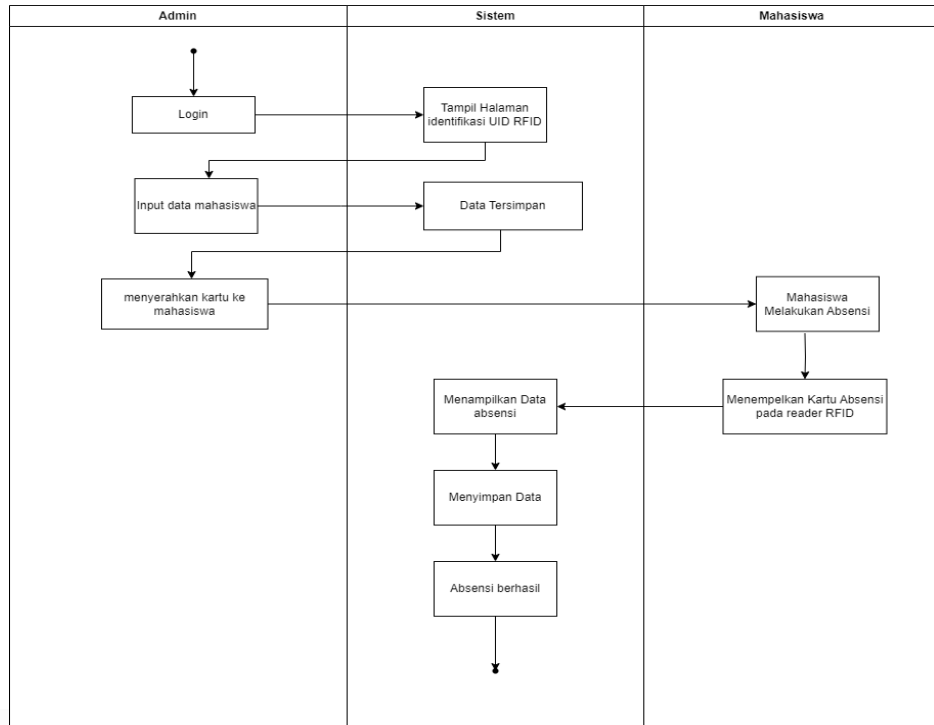 Admin
Sistem
Mahasiswa
Login
Tampil Halaman
identifikasi UID RFID
Input data mahasiswa
Data Tersimpan
menyerahkan kartu ke
mahasiswa
Mahasiswa
Melakukan Absensi
Menampilkan Data
absensi
Menempelkan Kartu Absensi
pada reader RFID
Menyimpan Data
Absensi berhasil